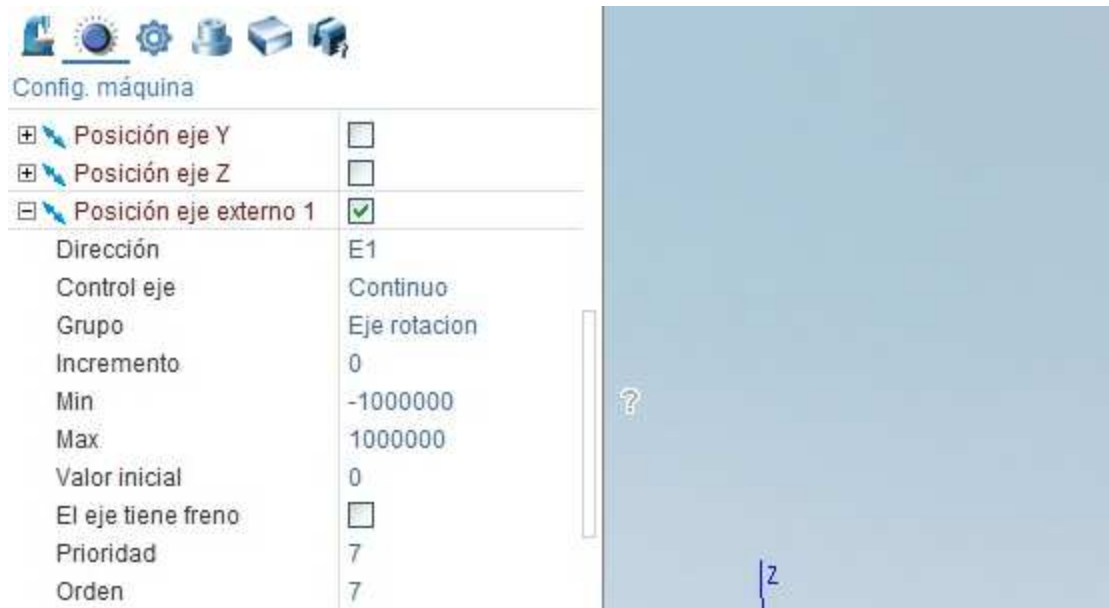 Config. máquina
Posición eje Y
Posición eje Z
Posición eje externo 1
Dirección E1
Control eje Continuo
Grupo Eje rotacion
Incremento 0
Min -1000000
Max 1000000
Valor inicial 0
El eje tiene freno
Prioridad 7
Orden 7
?
Z